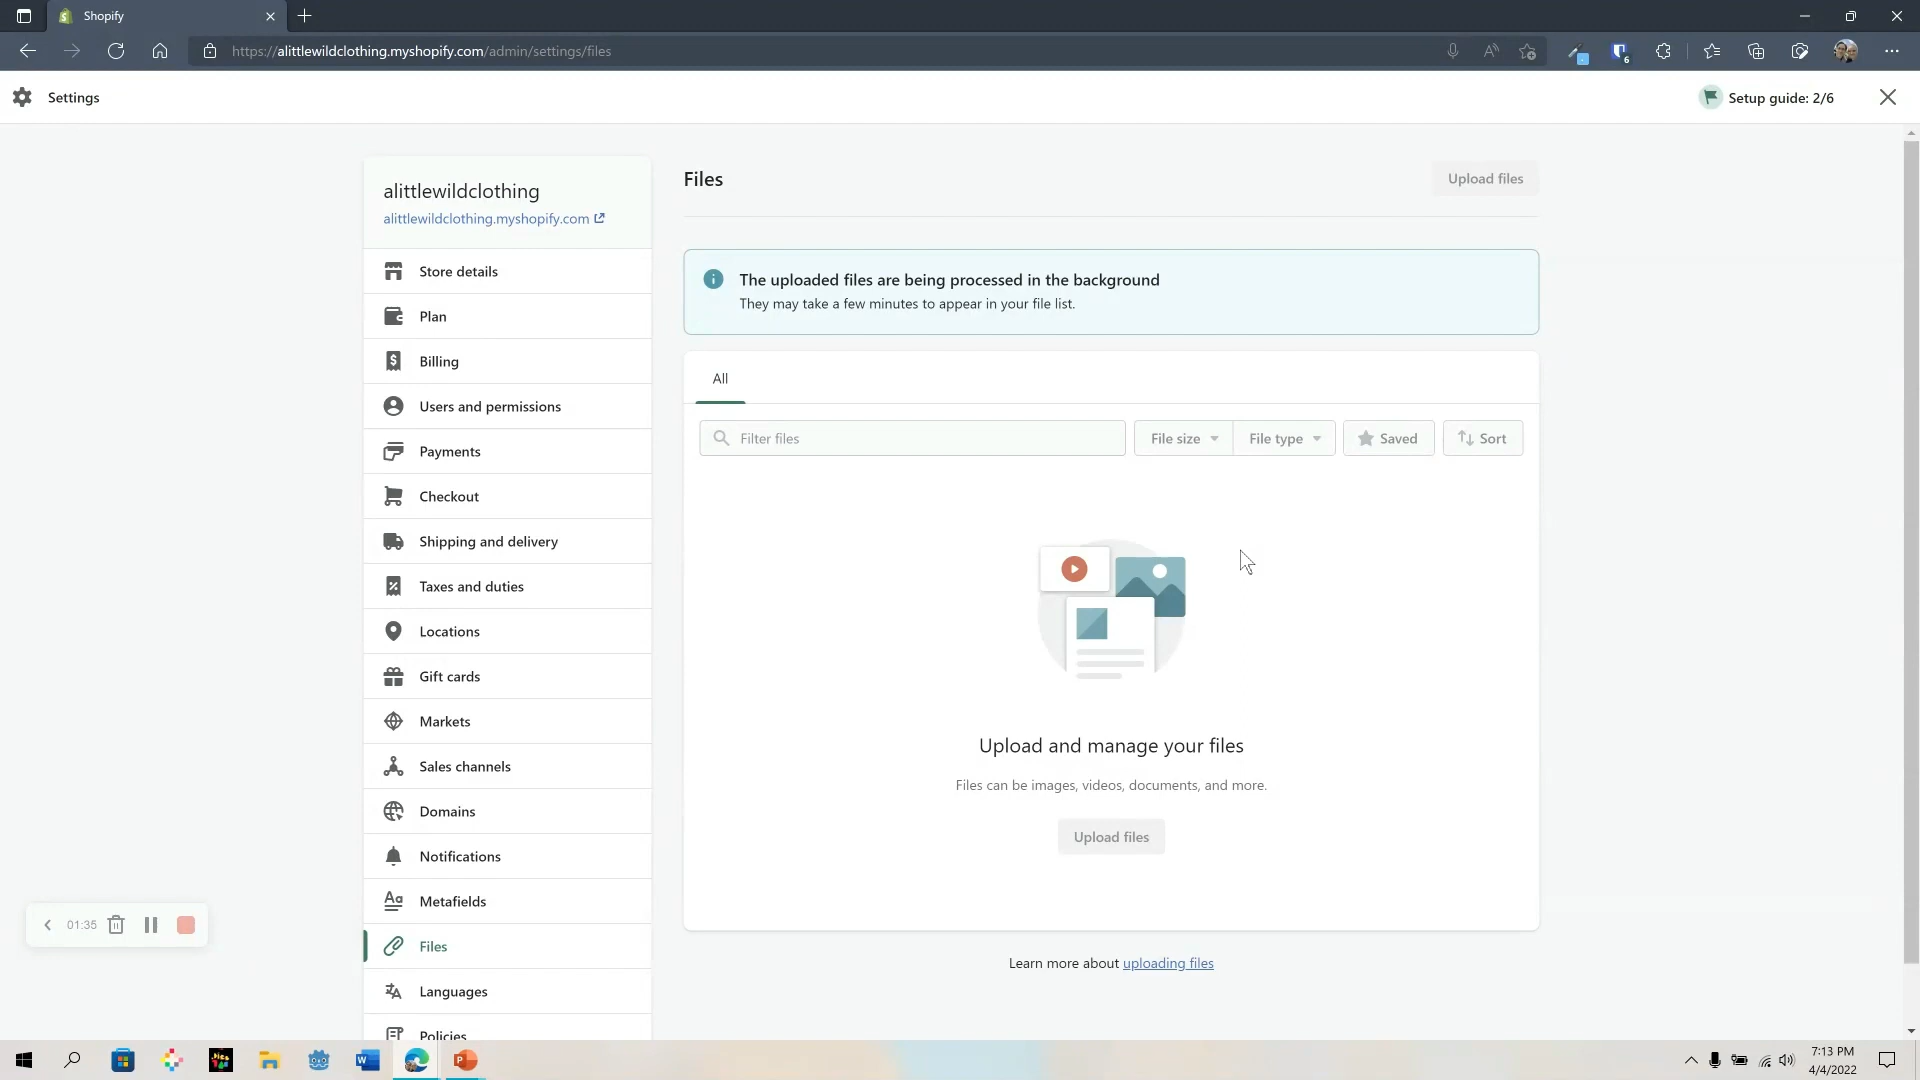 Shopify
https://alittlewildclothing.myshopify.com/admin/settings/files
6
Settings
Setup guide: 2/6
alittlewildclothing
alittlewildclothing.myshopify.com
Store details
Plan
Billing
Users and permissions
Payments
Checkout
Shipping and delivery
Taxes and duties
Locations
Gift cards
Markets
Sales channels
Domains
Notifications
Metafields
Files
Languages
Policies
Files
Upload files
The uploaded files are being processed in the background
They may take a few minutes to appear in your file list.
All
Filter files
File size
File type
Saved
Sort
Upload and manage your files
Files can be images, videos, documents, and more.
Upload files
Learn more about uploading files
01:35
7:13 PM
4/4/2022